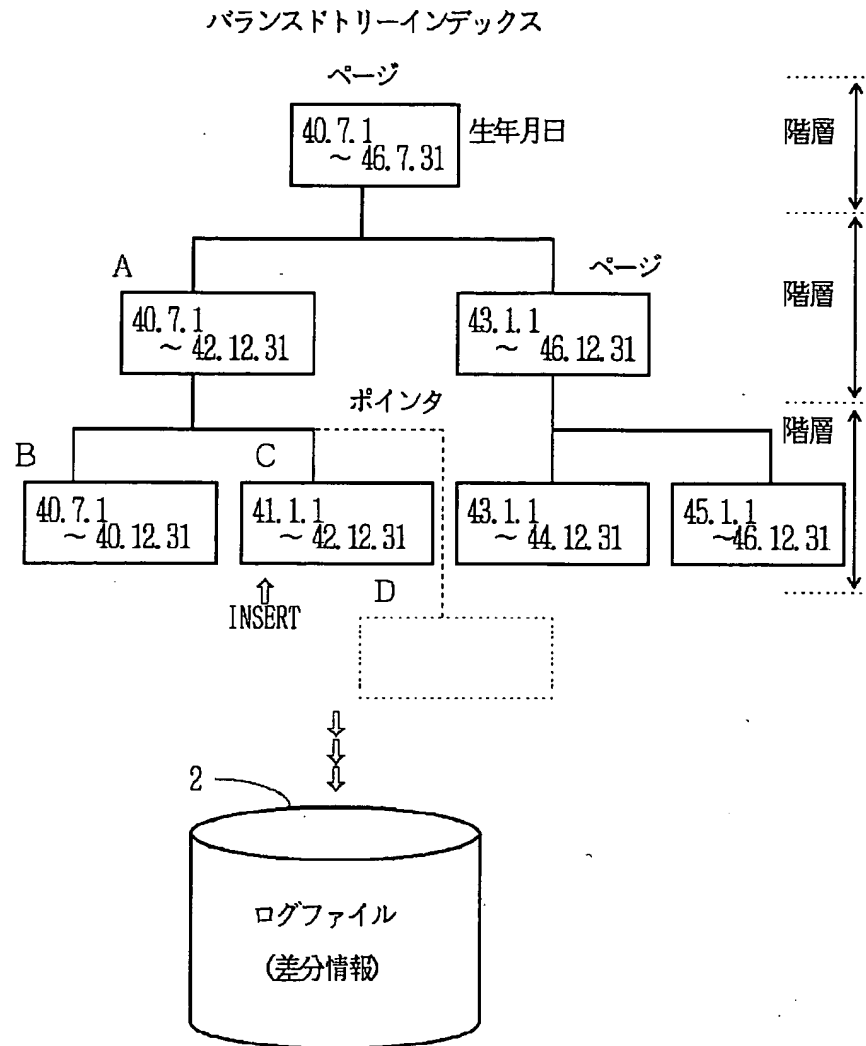 バランスドトリーインデックス
ページ
40.7.1
～ 46.7.31
生年月日
階層
A
ページ
40.7.1
～ 42.12.31
43.1.1
～ 46.12.31
階層
ポインタ
階層
B
C
40.7.1
～ 40.12.31
41.1.1
～ 42.12.31
43.1.1
～ 44.12.31
45.1.1
～46.12.31
⇧
INSERT
D
⇩
⇩
⇩
2
ログファイル
(差分情報)